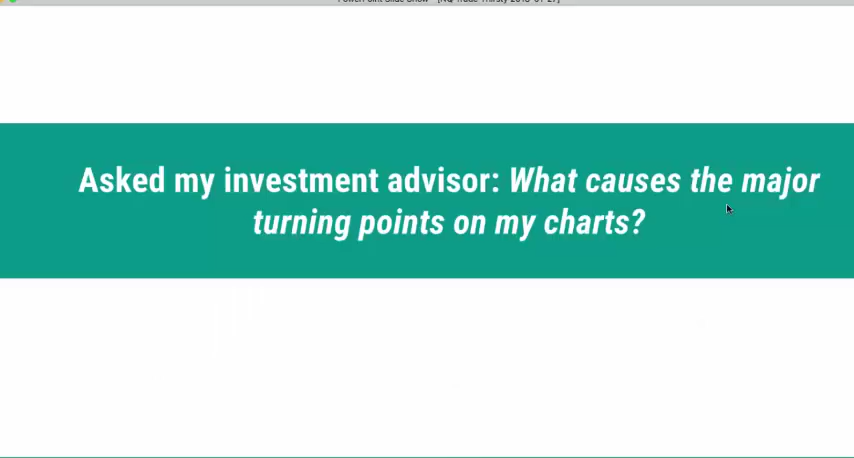 Asked my investment advisor: What causes the major
turning points on my charts?